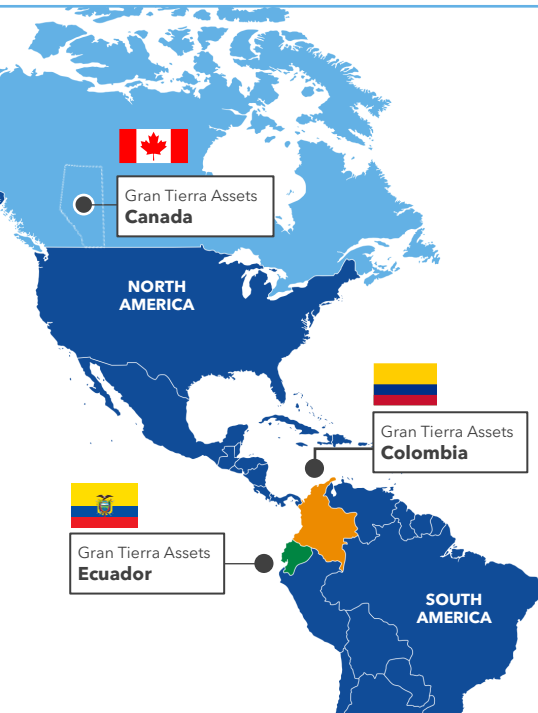 Gran Tierra Assets
Canada
NORTH
AMERICA
Gran Tierra Assets
Colombia
Gran Tierra Assets
Ecuador
SOUTH
AMERICA